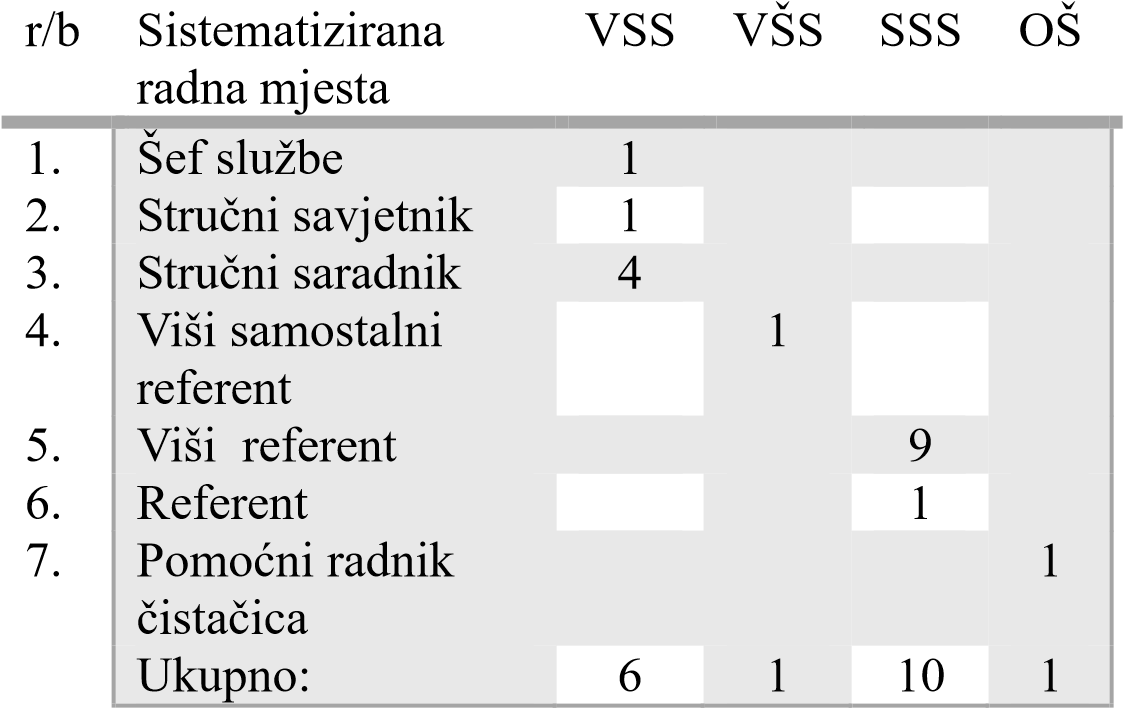 r/b Sistematizirana VSS VŠS SSS OŠ
radna mjesta
1. Šef službe 1
2. Stručni savjetnik 1
3. Stručni saradnik 4
4. Viši samostalni 1
referent
5. Viši referent 9
6. Referent 1
7. Pomoćni radnik 1
čistačica
Ukupno: 6 1 10 1